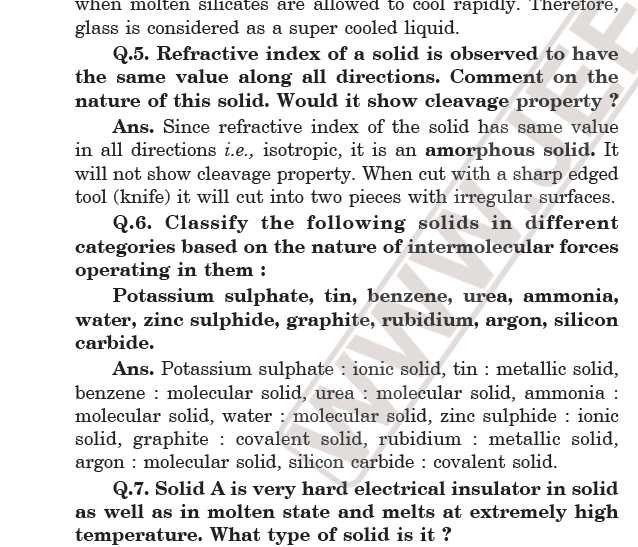 when molten silicates are allowed to cool rapidly. Therefore,
glass is considered as a super cooled liquid.
Q.5. Refractive index of a solid is observed to have
the same value along all directions. Comment on the
nature of this solid. Would it show cleavage property ?
Ans. Since refractive index of the solid has same value
in all directions i.e., isotropic, it is an amorphous solid. It
will not show cleavage property. When cut with a sharp edged
tool (knife) it will cut into two pieces with irregular surfaces.
Q.6. Classify the following solids in different
categories based on the nature of intermolecular forces
operating in them :
Potassium sulphate, tin, benzene, urea, ammonia,
water, zinc sulphide, graphite, rubidium, argon, silicon
carbide.
Ans. Potassium sulphate : ionic solid, tin : metallic solid,
benzene : molecular solid, urea : molecular solid, ammonia :
molecular solid, water : molecular solid, zinc sulphide : ionic
solid, graphite : covalent solid, rubidium : metallic solid,
argon : molecular solid, silicon carbide : covalent solid.
Q.7. Solid A is very hard electrical insulator in solid
as well as in molten state and melts at extremely high
temperature. What type of solid is it ?
WWW.JEE